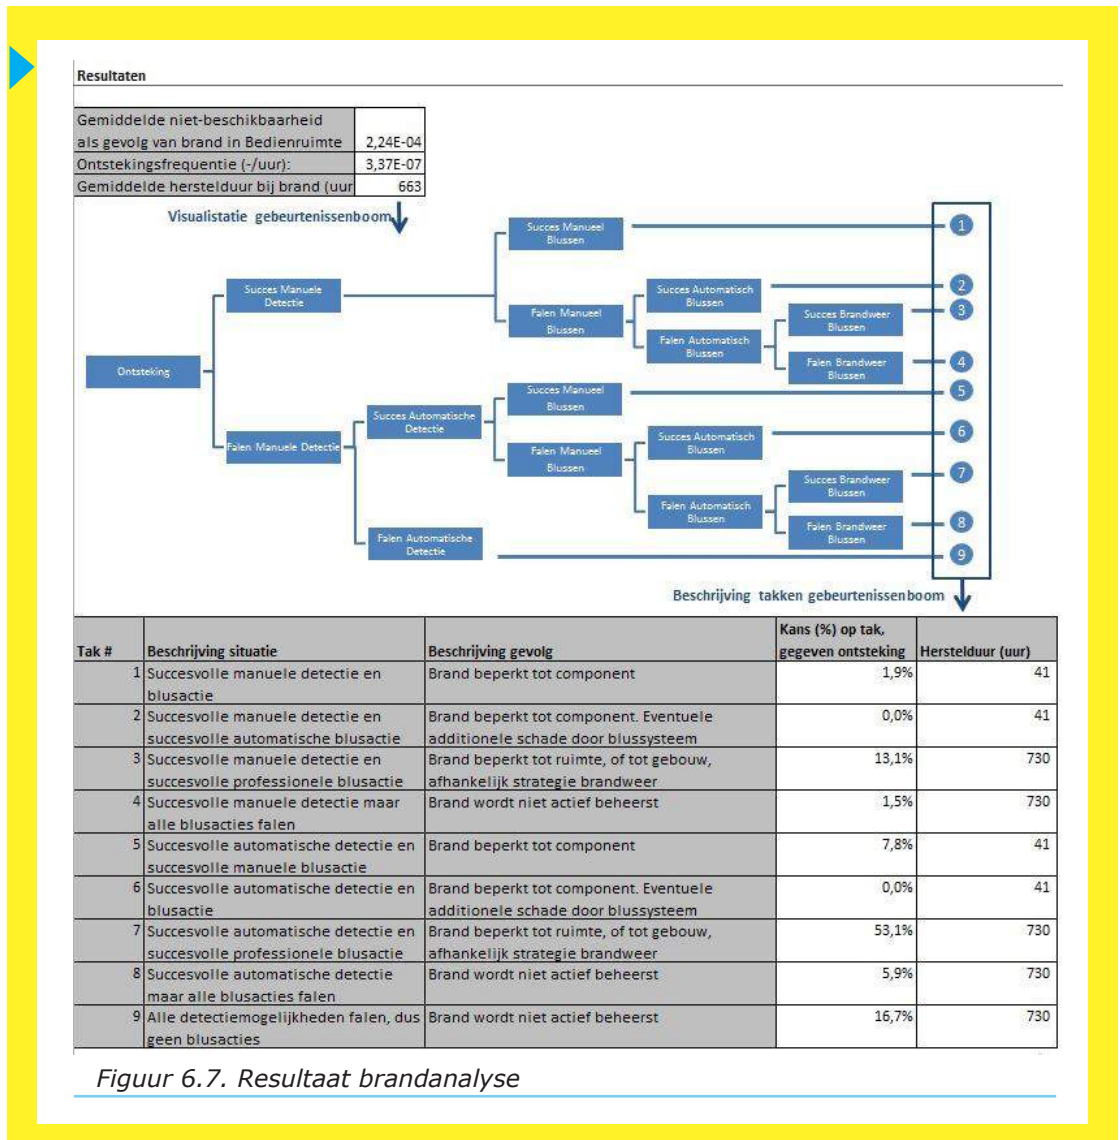 Resultaten
Gemiddelde niet-beschikbaarheid
als gevolg van brand in Bedienruimte 2,24E-04
Ontstekingsfrequentie (-/uur): 3,37E-07
Gemiddelde herstelduur bij brand (uur 663
Visualistatie gebeurtenissenboom
Ontsteking
Succes Manuele
Detectie
Falen Manuele Detectie
Succes Automatische
Detectie
Falen Automatische
Detectie
Succes Manueel
Blussen
Falen Manueel
Blussen
Succes Automatisch
Blussen
Falen Automatisch
Blussen
Succes Brandweer
Blussen
Falen Brandweer
Blussen
Succes Manueel
Blussen
Falen Manueel
Blussen
Succes Automatisch
Blussen
Falen Automatisch
Blussen
Succes Brandweer
Blussen
Falen Brandweer
Blussen
1
2
3
4
5
6
7
8
9
Beschrijving takken gebeurtenissenboom
Kans (%) op tak,
Tak # Beschrijving situatie Beschrijving gevolg gegeven ontsteking Herstelduur (uur)
1 Succesvolle manuele detectie en Brand beperkt tot component 1,9% 41
blusactie
2 Succesvolle manuele detectie en Brand beperkt tot component. Eventuele 0,0% 41
succesvolle automatische blusactie additionele schade door blussysteem
3 Succesvolle manuele detectie en Brand beperkt tot ruimte, of tot gebouw, 13,1% 730
succesvolle professionele blusactie afhankelijk strategie brandweer
4 Succesvolle manuele detectie maar Brand wordt niet actief beheerst 1,5% 730
alle blusacties falen
5 Succesvolle automatische detectie en Brand beperkt tot component 7,8% 41
succesvolle manuele blusactie
6 Succesvolle automatische detectie en Brand beperkt tot component. Eventuele 0,0% 41
blusactie additionele schade door blussysteem
7 Succesvolle automatische detectie en Brand beperkt tot ruimte, of tot gebouw, 53,1% 730
succesvolle professionele blusactie afhankelijk strategie brandweer
8 Succesvolle automatische detectie Brand wordt niet actief beheerst 5,9% 730
maar alle blusacties falen
9 Alle detectiemogelijkheden falen, dus Brand wordt niet actief beheerst 16,7% 730
geen blusacties
Figuur 6.7. Resultaat brandanalyse